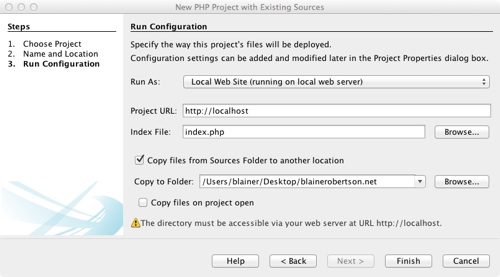 New PHP Project with Existing Sources
Steps
1. Choose Project
2. Name and Location
3. Run Configuration
Run Configuration
Specify the way this project's files will be deployed.
Configuration settings can be added and modified later in the Project Properties dialog box.
Run As: Local Web Site (running on local web server)
Project URL: http://localhost
Index File: index.php Browse...
Copy files from Sources Folder to another location
Copy to Folder: /Users/blainer/Desktop/blainerobertson.net Browse...
Copy files on project open
The directory must be accessible via your web server at URL http://localhost.
Help < Back Next > Finish Cancel